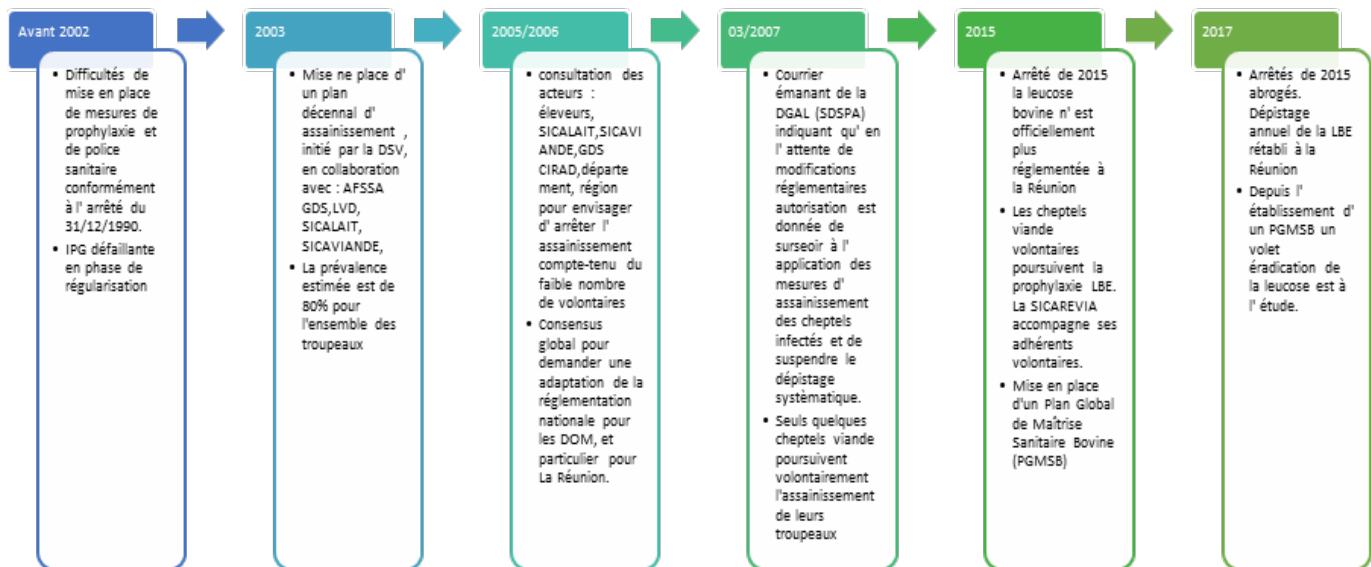 Avant 2002
• Difficultés de
mise en place
de mesures de
prophylaxie et
de police
sanitaire
conformément
à l' arrêté du
31/12/1990.
• IPG défaillante
en phase de
régularisation
2003
• Mise ne place d'
un plan
décennal d'
assainissement ,
initié par la DSV,
en collaboration
avec : AFSSA
GDS,LVD,
SICALAIT,
SICAVIANDE,
• La prévalence
estimée est de
80% pour
l'ensemble des
troupeaux
2005/2006
• consultation des
acteurs :
éleveurs,
SICALAIT,SICAVI
ANDE,GDS
CIRAD,départe
ment, région
pour envisager
d' arrêter l'
assainissement
compte-tenu du
faible nombre
de volontaires
• Consensus
global pour
demander une
adaptation de la
réglementation
nationale pour
les DOM, et
particulier pour
La Réunion.
03/2007
• Courrier
émanant de la
DGAL (SDSPA)
indiquant qu' en
l' attente de
modifications
réglementaires
autorisation est
donnée de
surseoir à l'
application des
mesures d'
assainissement
des cheptels
infectés et de
suspendre le
dépistage
systèmatique.
• Seuls quelques
cheptels viande
poursuivent
volontairement
l'assainissement
de leurs
troupeaux
2015
• Arrêté de 2015
la leucose
bovine n' est
officiellement
plus
réglementée à
la Réunion
• Les cheptels
viande
volontaires
poursuivent la
prophylaxie LBE.
La SICAREVIA
accompagne ses
adhérents
volontaires.
• Mise en place
d'un Plan Global
de Maîtrise
Sanitaire Bovine
(PGMSB)
2017
• Arrêtés de 2015
abrogés.
Dépistage
annuel de la LBE
rétabli à la
Réunion
• Depuis l'
établissement d'
un PGMSB un
volet
éradication de
la leucose est à
l' étude.